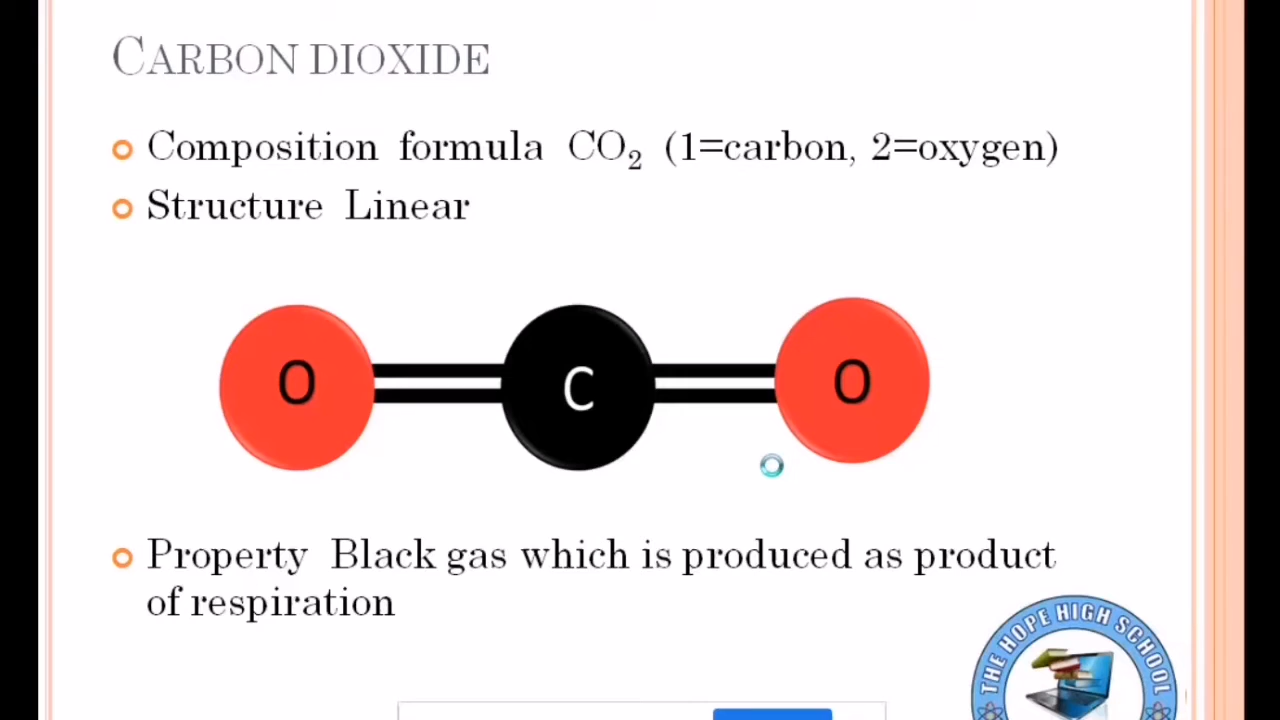 CARBON DIOXIDE
Composition formula CO₂ (1=carbon, 2=oxygen)
Structure Linear
O C O
Property Black gas which is produced as product
of respiration
THE HOPE HIGH SCHOOL